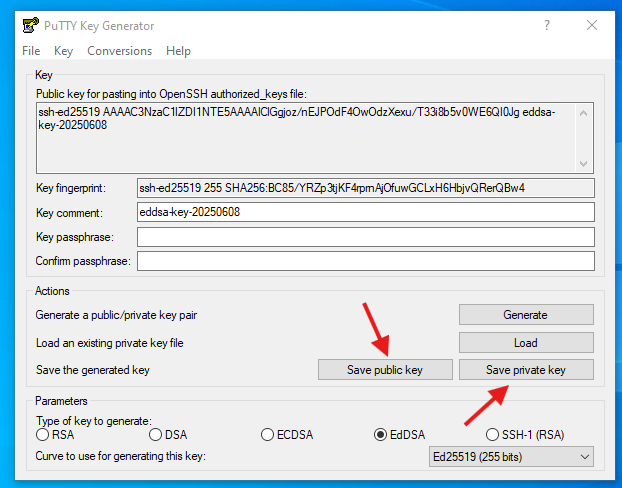 PuTTY Key Generator
?
File Key Conversions Help
Key
Public key for pasting into OpenSSH authorized_keys file:
ssh-ed25519 AAAAC3NzaC1lZDI1NTE5AAAAICIGgjoz/nEJPOdF4OwOdzXexu/T33i8b5v0WE6QI0Jg eddsa-
key-20250608
Key fingerprint: ssh-ed25519 255 SHA256:BC85/YRZp3tjKF4rpmAjOfuwGCLxH6HbjvQRerQBw4
Key comment: eddsa-key-20250608
Key passphrase:
Confirm passphrase:
Actions
Generate a public/private key pair Generate
Load an existing private key file Load
Save the generated key Save public key Save private key
Parameters
Type of key to generate:
RSA DSA ECDSA EdDSA SSH-1 (RSA)
Curve to use for generating this key: Ed25519 (255 bits)